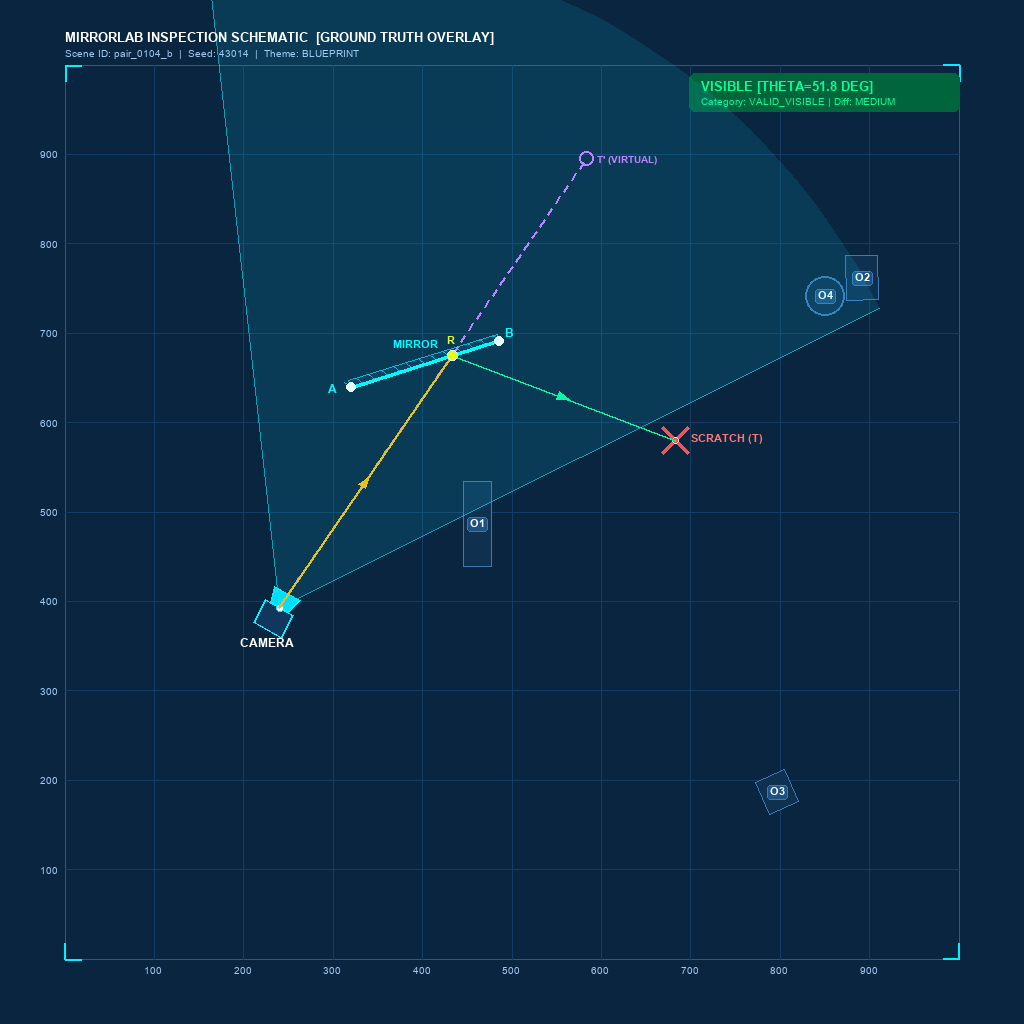 MIRRORLAB INSPECTION SCHEMATIC [GROUND TRUTH OVERLAY]
Scene ID: pair_0104_b | Seed: 43014 | Theme: BLUEPRINT
VISIBLE [THETA=51.8 DEG]
Category: VALID_VISIBLE | Diff: MEDIUM
900
T' (VIRTUAL)
800
O2
O4
700
B
MIRROR
R
A
600
SCRATCH (T)
500
O1
400
CAMERA
300
200
O3
100
100 200 300 400 500 600 700 800 900